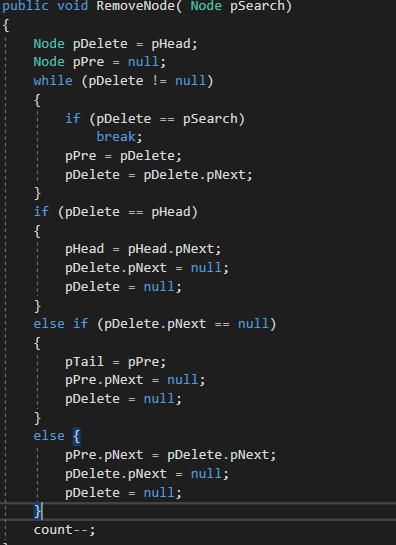 public void RemoveNode( Node pSearch)
{
    Node pDelete = pHead;
    Node pPre = null;
    while (pDelete != null)
    {
        if (pDelete == pSearch)
            break;
        pPre = pDelete;
        pDelete = pDelete.pNext;
    }
    if (pDelete == pHead)
    {
        pHead = pHead.pNext;
        pDelete.pNext = null;
        pDelete = null;
    }
    else if (pDelete.pNext == null)
    {
        pTail = pPre;
        pPre.pNext = null;
        pDelete = null;
    }
    else {
        pPre.pNext = pDelete.pNext;
        pDelete.pNext = null;
        pDelete = null;
    }
    count--;